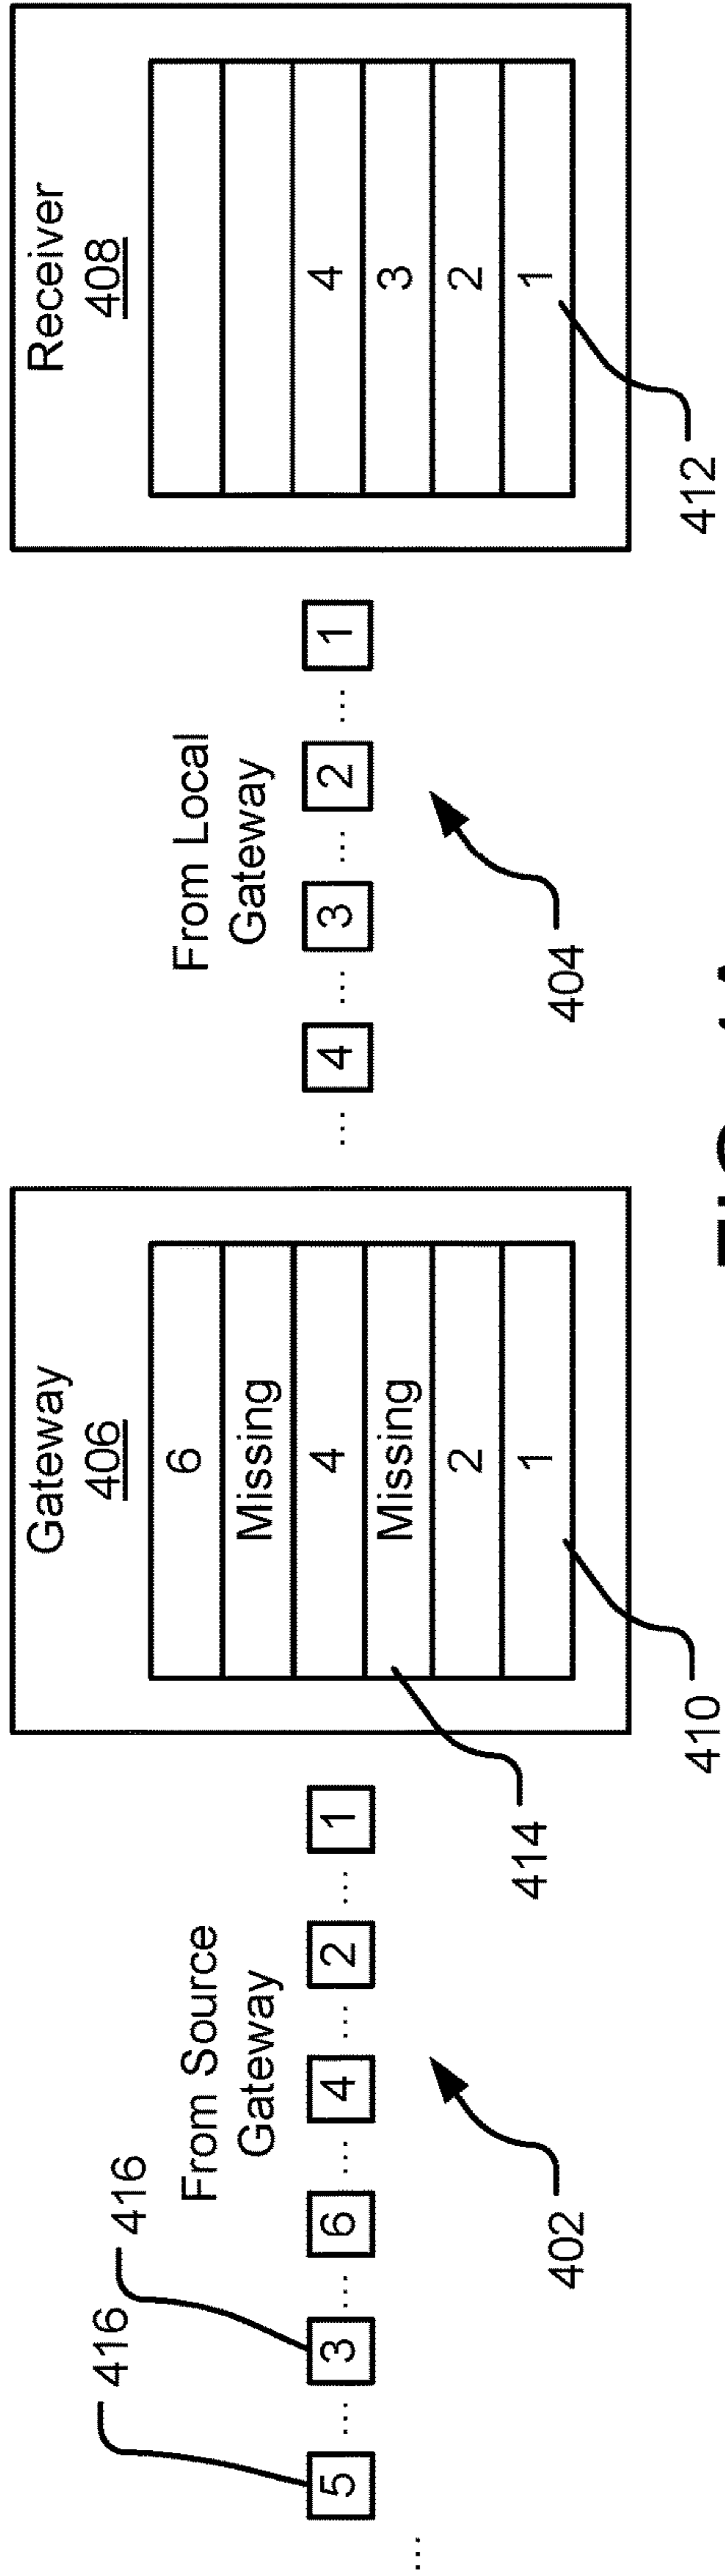 416
416
From Source
Gateway
...
5 ... 3 ... 6 ... 4 ... 2 ... 1
402
Gateway
406
6
Missing
4
Missing
2
1
414
410
From Local
Gateway
... 4 ... 3 ... 2 ... 1
404
Receiver
408
4
3
2
1
412